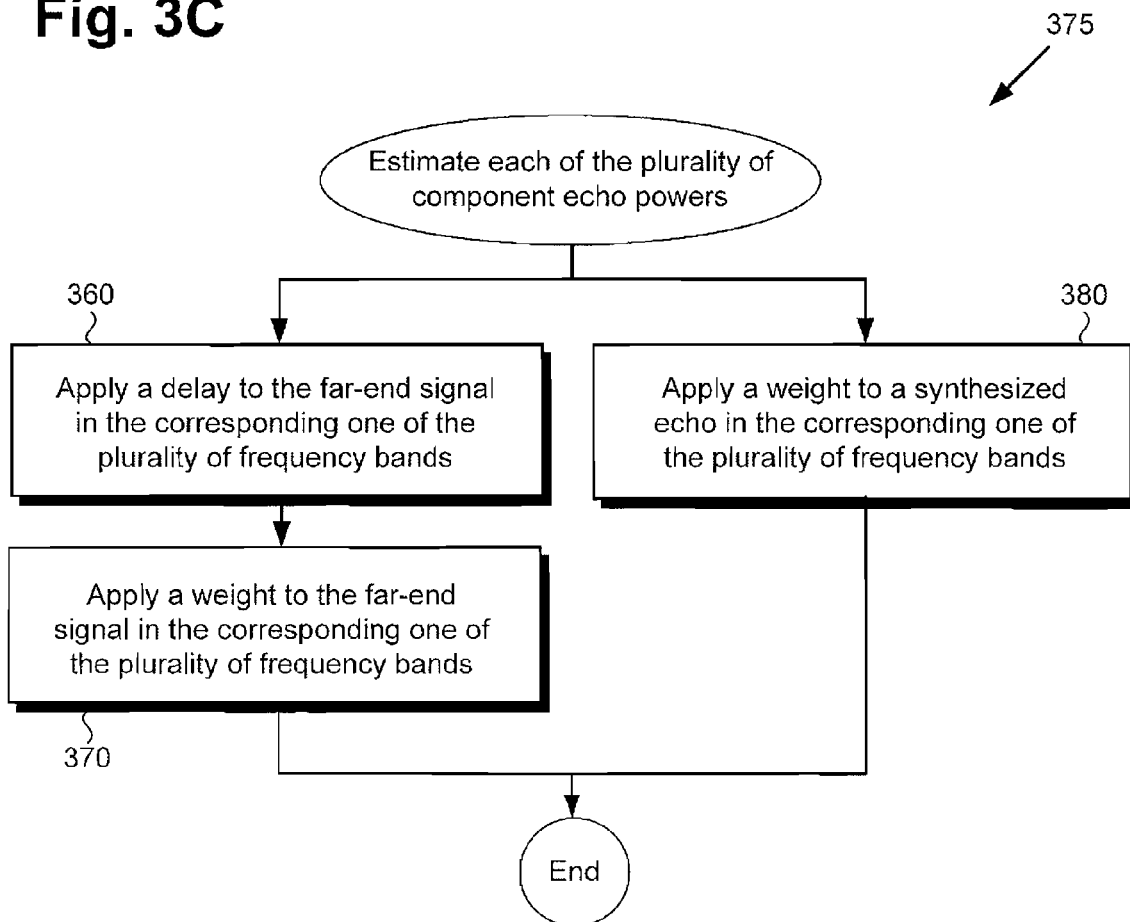 Fig. 3C
375
Estimate each of the plurality of
component echo powers
360
Apply a delay to the far-end signal
in the corresponding one of the
plurality of frequency bands
380
Apply a weight to a synthesized
echo in the corresponding one of
the plurality of frequency bands
Apply a weight to the far-end
signal in the corresponding one of
the plurality of frequency bands
370
End